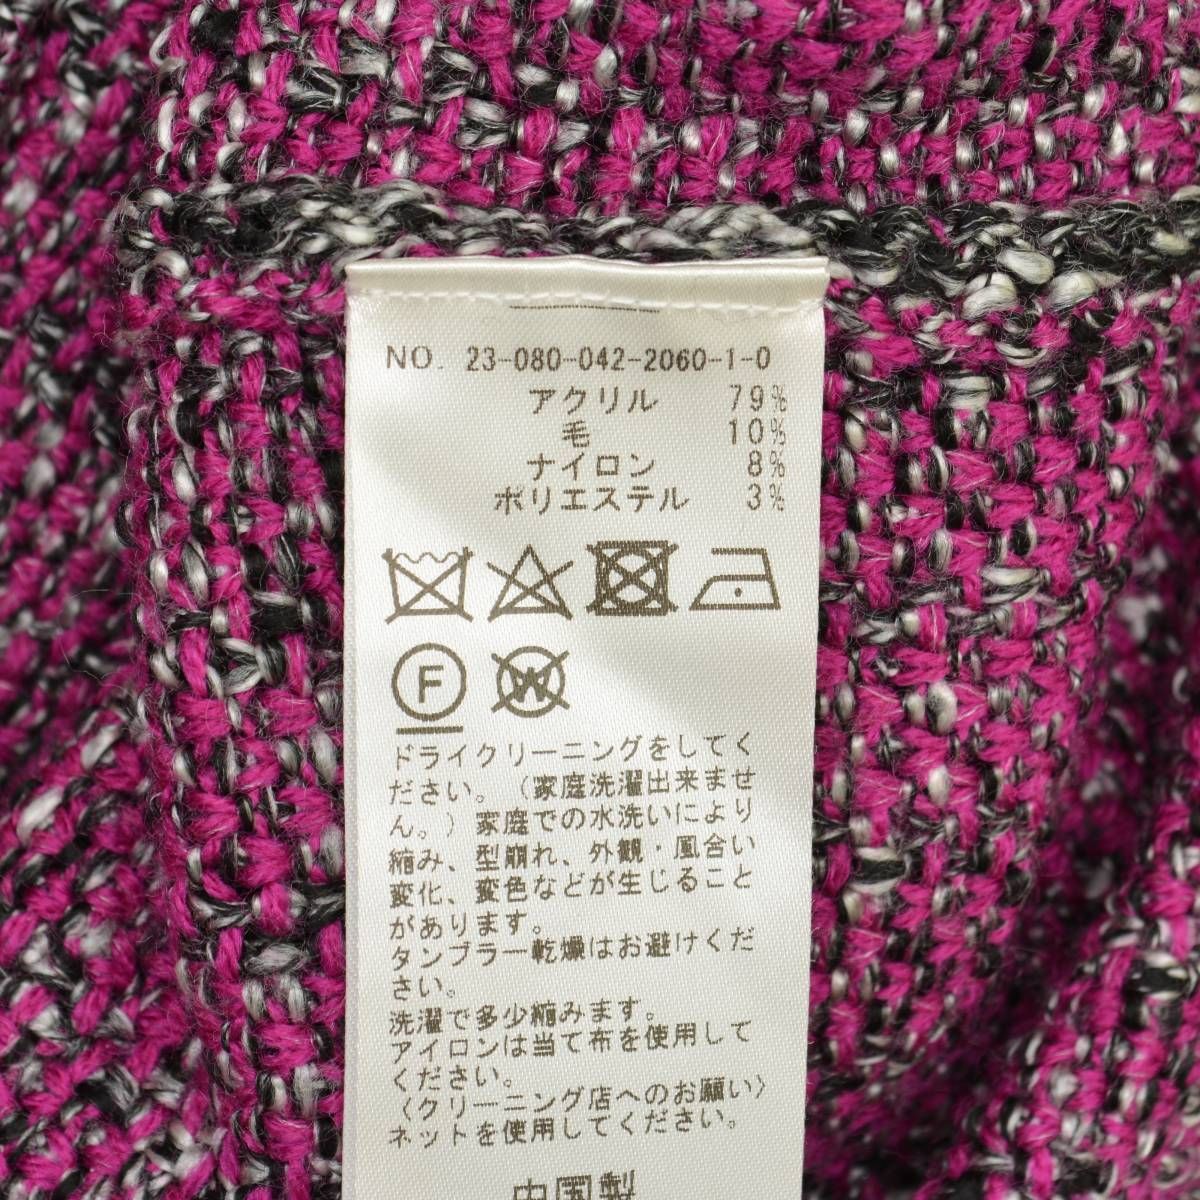 NO. 23-080-042-2060-1-0
アクリル 79%
毛 10%
ナイロン 8%
ポリエステル 3%
F W
ドライクリーニングをしてく
ださい。（家庭洗濯出来ませ
ん。）家庭での水洗いにより
縮み、型崩れ、外観・風合い
変化、変色などが生じること
があります。
タンブラー乾燥はお避けくだ
さい。
洗濯で多少縮みます。
アイロンは当て布を使用して
ください。
〈クリーニング店へのお願い〉
ネットを使用してください。
中国製